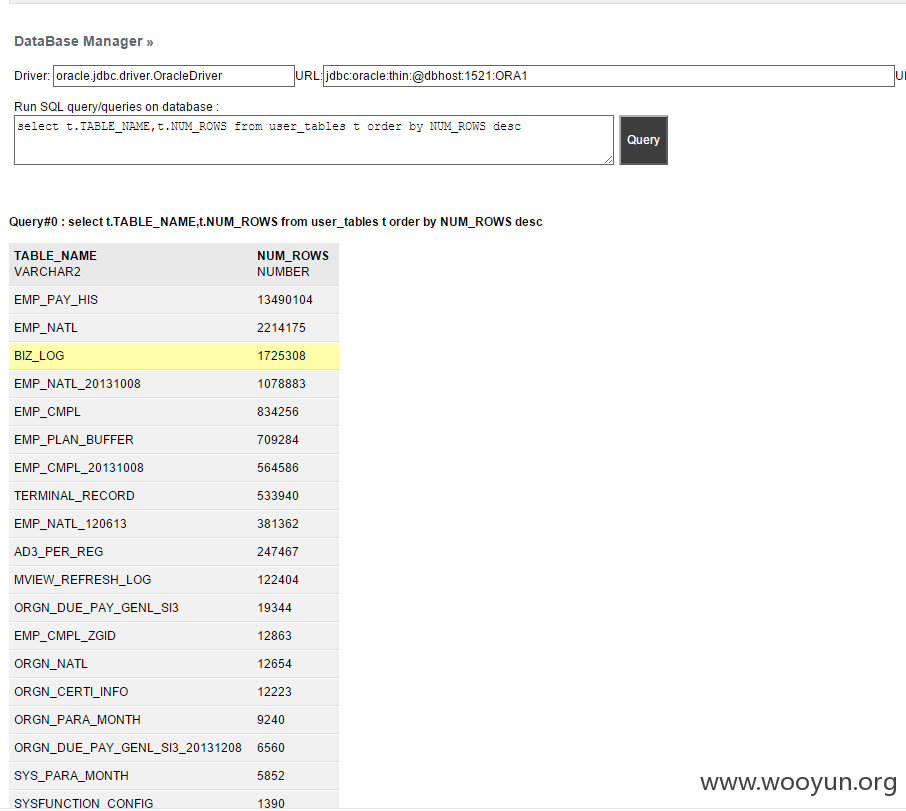 DataBase Manager »
Driver: oracle.jdbc.driver.OracleDriver URL: jdbc:oracle:thin:@dbhost:1521:ORA1
Run SQL query/queries on database :
select t.TABLE_NAME,t.NUM_ROWS from user_tables t order by NUM_ROWS desc
Query
Query#0 : select t.TABLE_NAME,t.NUM_ROWS from user_tables t order by NUM_ROWS desc
TABLE_NAME NUM_ROWS
VARCHAR2 NUMBER
EMP_PAY_HIS 13490104
EMP_NATL 2214175
BIZ_LOG 1725308
EMP_NATL_20131008 1078883
EMP_CMPL 834256
EMP_PLAN_BUFFER 709284
EMP_CMPL_20131008 564586
TERMINAL_RECORD 533940
EMP_NATL_120613 381362
AD3_PER_REG 247467
MVIEW_REFRESH_LOG 122404
ORGN_DUE_PAY_GENL_SI3 19344
EMP_CMPL_ZGID 12863
ORGN_NATL 12654
ORGN_CERTI_INFO 12223
ORGN_PARA_MONTH 9240
ORGN_DUE_PAY_GENL_SI3_20131208 6560
SYS_PARA_MONTH 5852
SYSFUNCTION_CONFIG 1390
www.wooyun.org